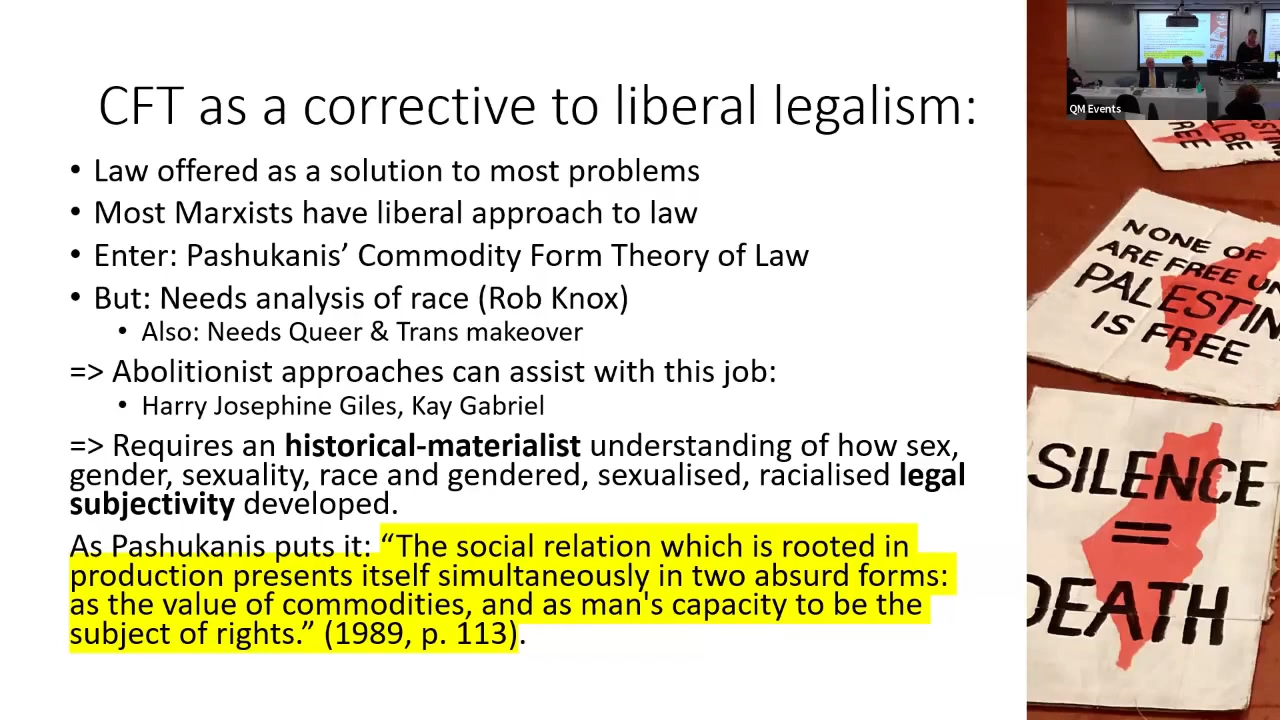 CFT as a corrective to liberal legalism:
• Law offered as a solution to most problems
• Most Marxists have liberal approach to law
• Enter: Pashukanis’ Commodity Form Theory of Law
• But: Needs analysis of race (Rob Knox)
• Also: Needs Queer & Trans makeover
=> Abolitionist approaches can assist with this job:
• Harry Josephine Giles, Kay Gabriel
=> Requires an historical-materialist understanding of how sex,
gender, sexuality, race and gendered, sexualised, racialised legal
subjectivity developed.
As Pashukanis puts it: “The social relation which is rooted in
production presents itself simultaneously in two absurd forms:
as the value of commodities, and as man's capacity to be the
subject of rights.” (1989, p. 113).
QM Events
NONE OF
ARE FREE UN
PALESTIN
IS FREE
SILENCE
=
DEATH